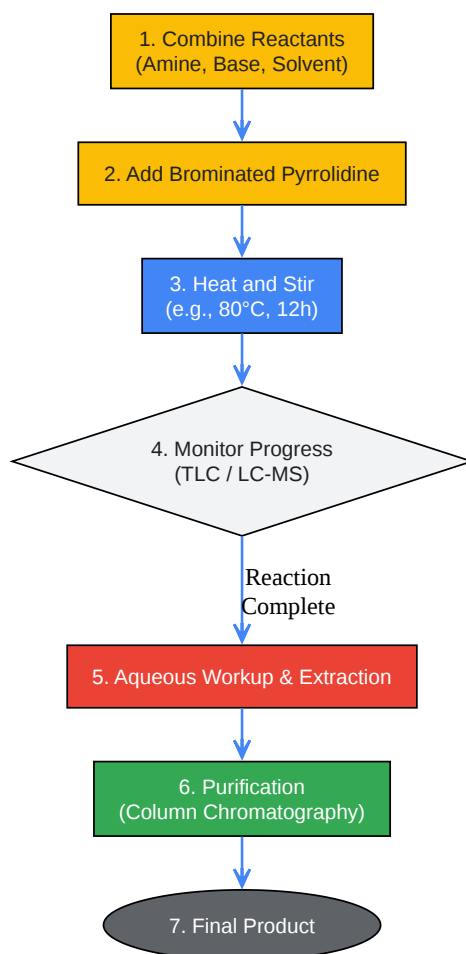 1. Combine Reactants
(Amine, Base, Solvent)
2. Add Brominated Pyrrolidine
3. Heat and Stir
(e.g., 80°C, 12h)
4. Monitor Progress
(TLC / LC-MS)
Reaction
Complete
5. Aqueous Workup & Extraction
6. Purification
(Column Chromatography)
7. Final Product